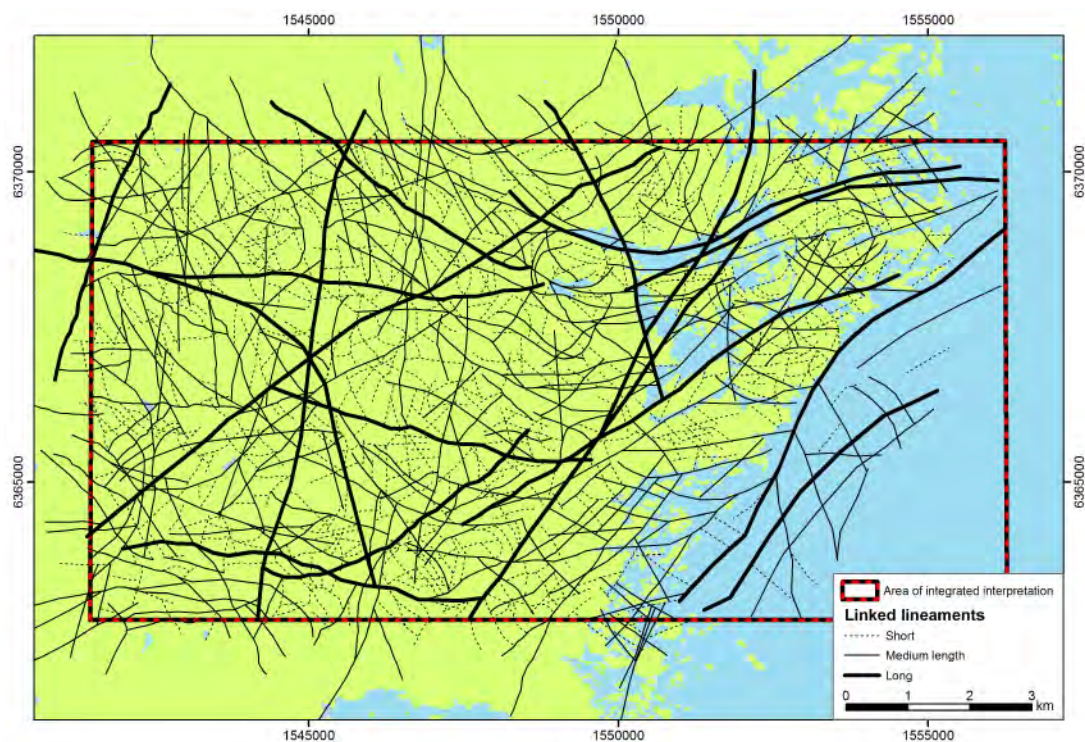 1545000 1550000 1555000
6370000 6370000
6365000 6365000
Area of integrated interpretation
Linked lineaments
Short
Medium length
Long
0 1 2 3
km
1545000 1550000 1555000